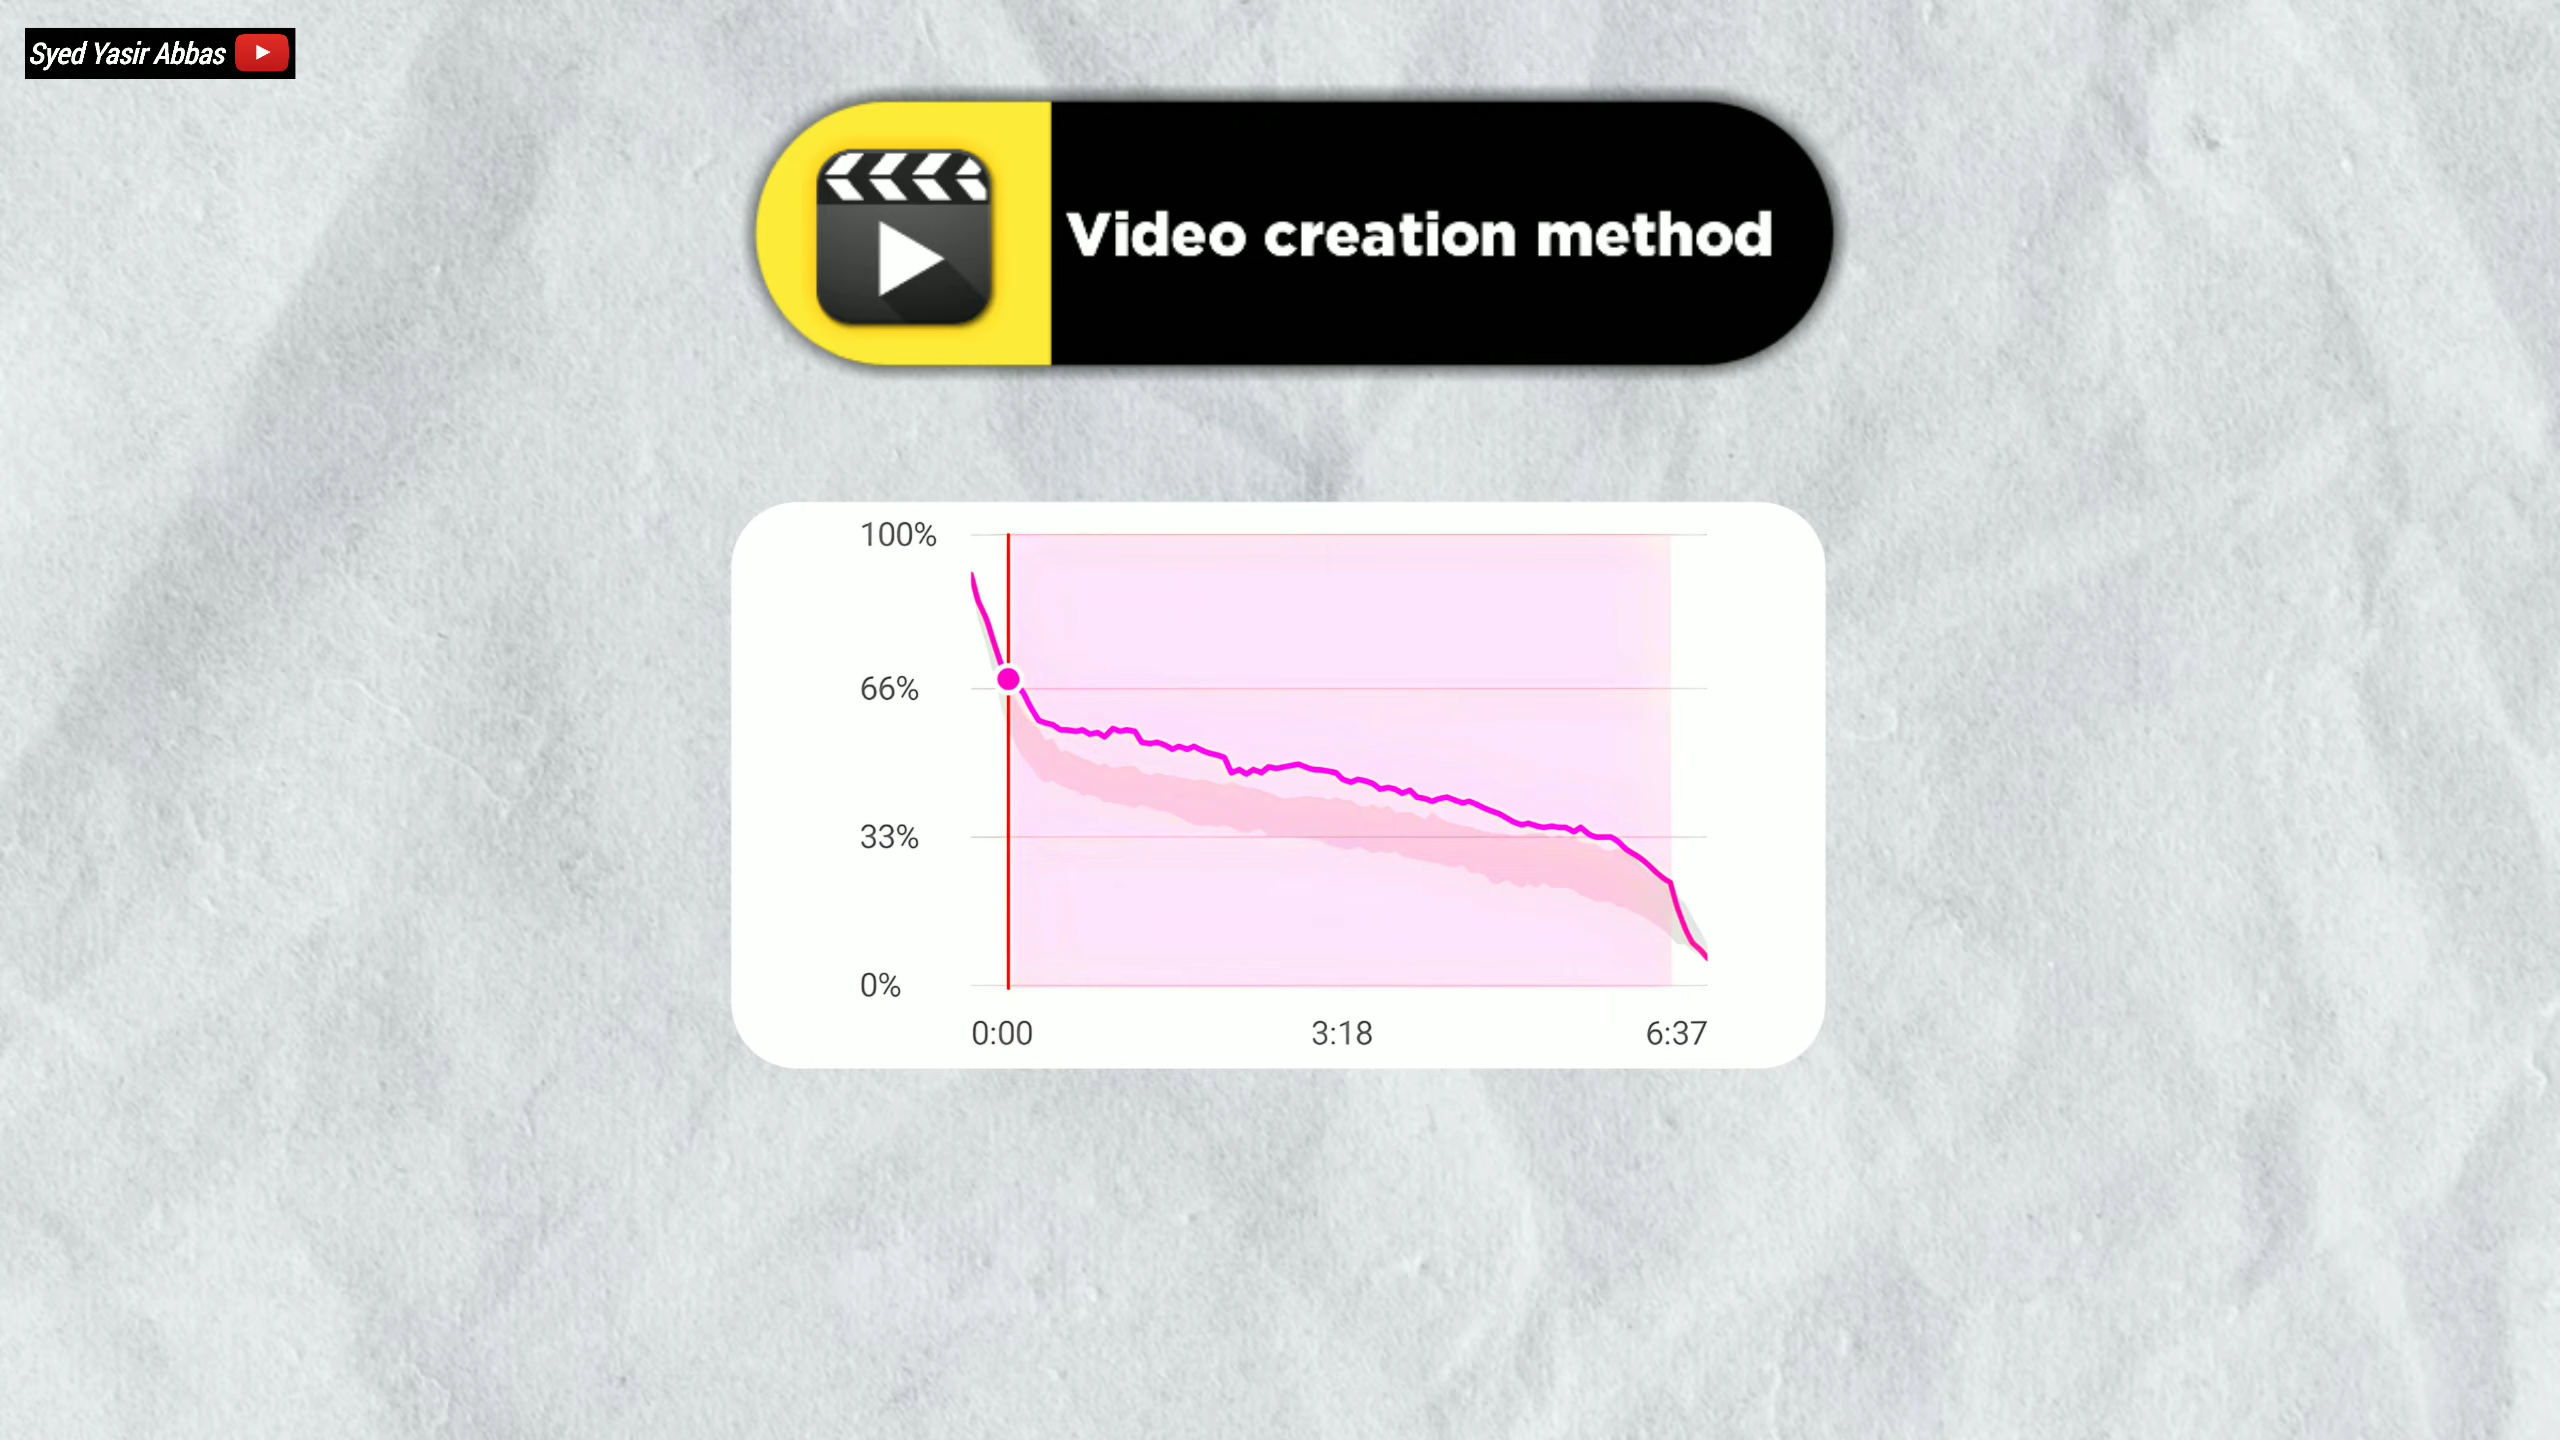 Syed Yasir Abbas
Video creation method
100%
66%
33%
0%
0:00 3:18 6:37